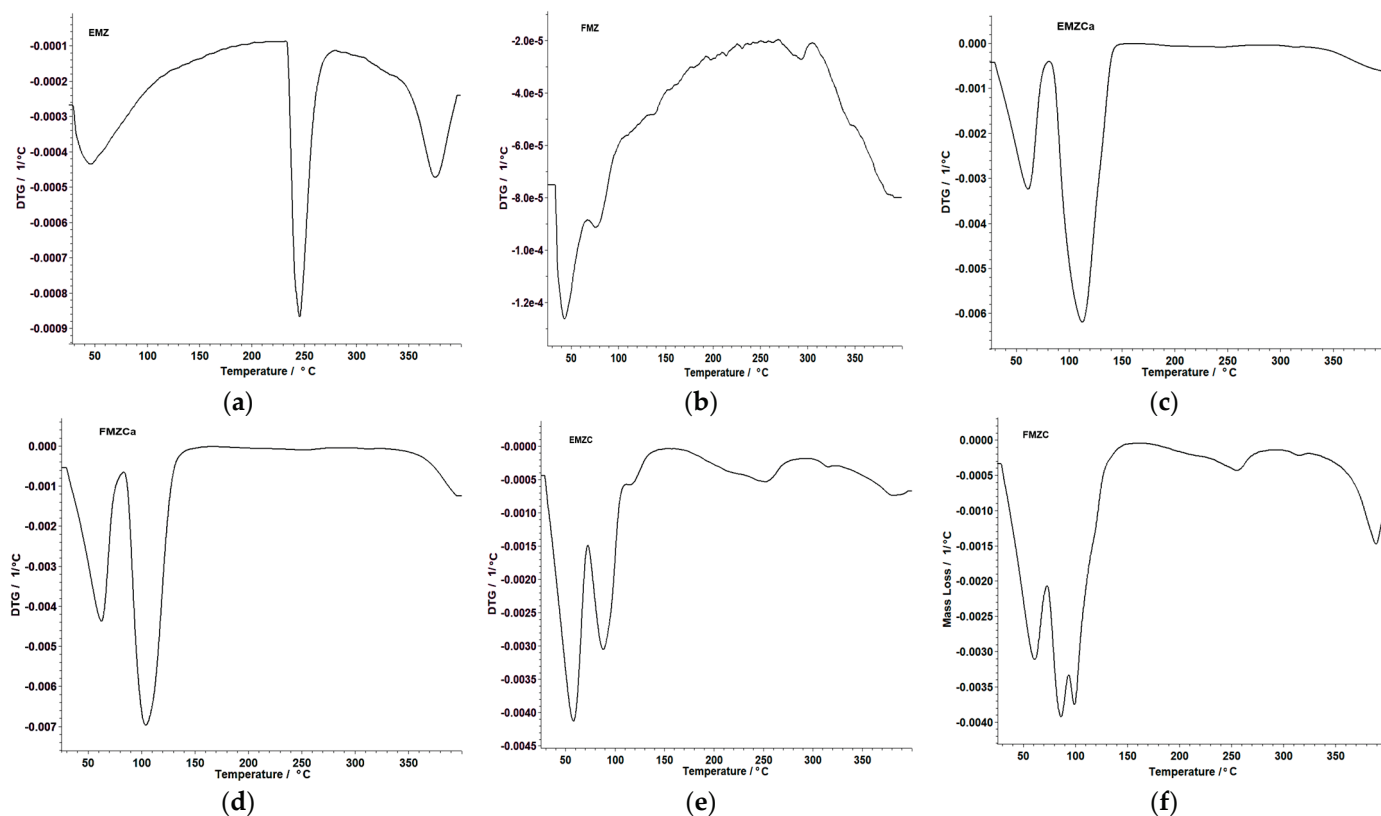 EMZ
DTG / 1/°C
-0.0001
-0.0002
-0.0003
-0.0004
-0.0005
-0.0006
-0.0007
-0.0008
-0.0009
50 100 150 200 250 300 350
Temperature / °C
(a)
FMZ
DTG / 1/°C
-2.0e-5
-4.0e-5
-6.0e-5
-8.0e-5
-1.0e-4
-1.2e-4
50 100 150 200 250 300 350
Temperature / °C
(b)
EMZCa
DTG / 1/°C
0.000
-0.001
-0.002
-0.003
-0.004
-0.005
-0.006
50 100 150 200 250 300 350
Temperature / °C
(c)
FMZCa
DTG / 1/°C
0.000
-0.001
-0.002
-0.003
-0.004
-0.005
-0.006
-0.007
50 100 150 200 250 300 350
Temperature / °C
(d)
EMZC
DTG / 1/°C
-0.0000
-0.0005
-0.0010
-0.0015
-0.0020
-0.0025
-0.0030
-0.0035
-0.0040
-0.0045
50 100 150 200 250 300 350
Temperature / °C
(e)
FMZC
Mass Loss / 1/°C
0.0000
-0.0005
-0.0010
-0.0015
-0.0020
-0.0025
-0.0030
-0.0035
-0.0040
50 100 150 200 250 300 350
Temperature / °C
(f)